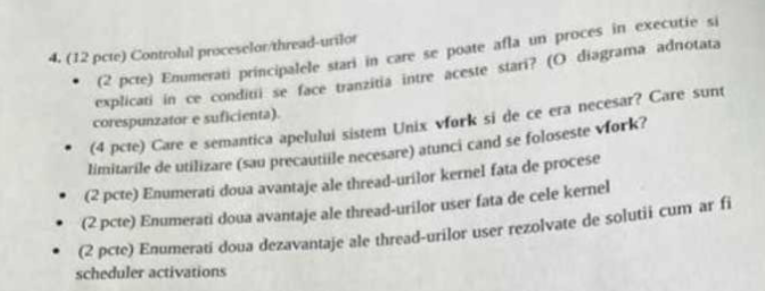 4. (12 pcte) Controlul proceselor/thread-urilor
• (2 pcte) Enumerati principalele stari in care se poate afla un proces in executie si
explicati in ce conditii se face tranzitia intre aceste stari? (O diagrama adnotata
corespunzator e suficienta).
• (4 pcte) Care e semantica apelului sistem Unix vfork si de ce era necesar? Care sunt
limitarile de utilizare (sau precautiile necesare) atunci cand se foloseste vfork?
• (2 pcte) Enumerati doua avantaje ale thread-urilor kernel fata de procese
• (2 pcte) Enumerati doua avantaje ale thread-urilor user fata de cele kernel
• (2 pcte) Enumerati doua dezavantaje ale thread-urilor user rezolvate de solutii cum ar fi
scheduler activations